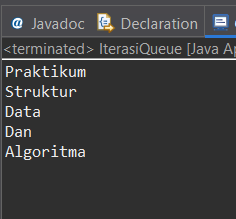 Javadoc Declaration
<terminated> IterasiQueue [Java Ap
Praktikum
Struktur
Data
Dan
Algoritma